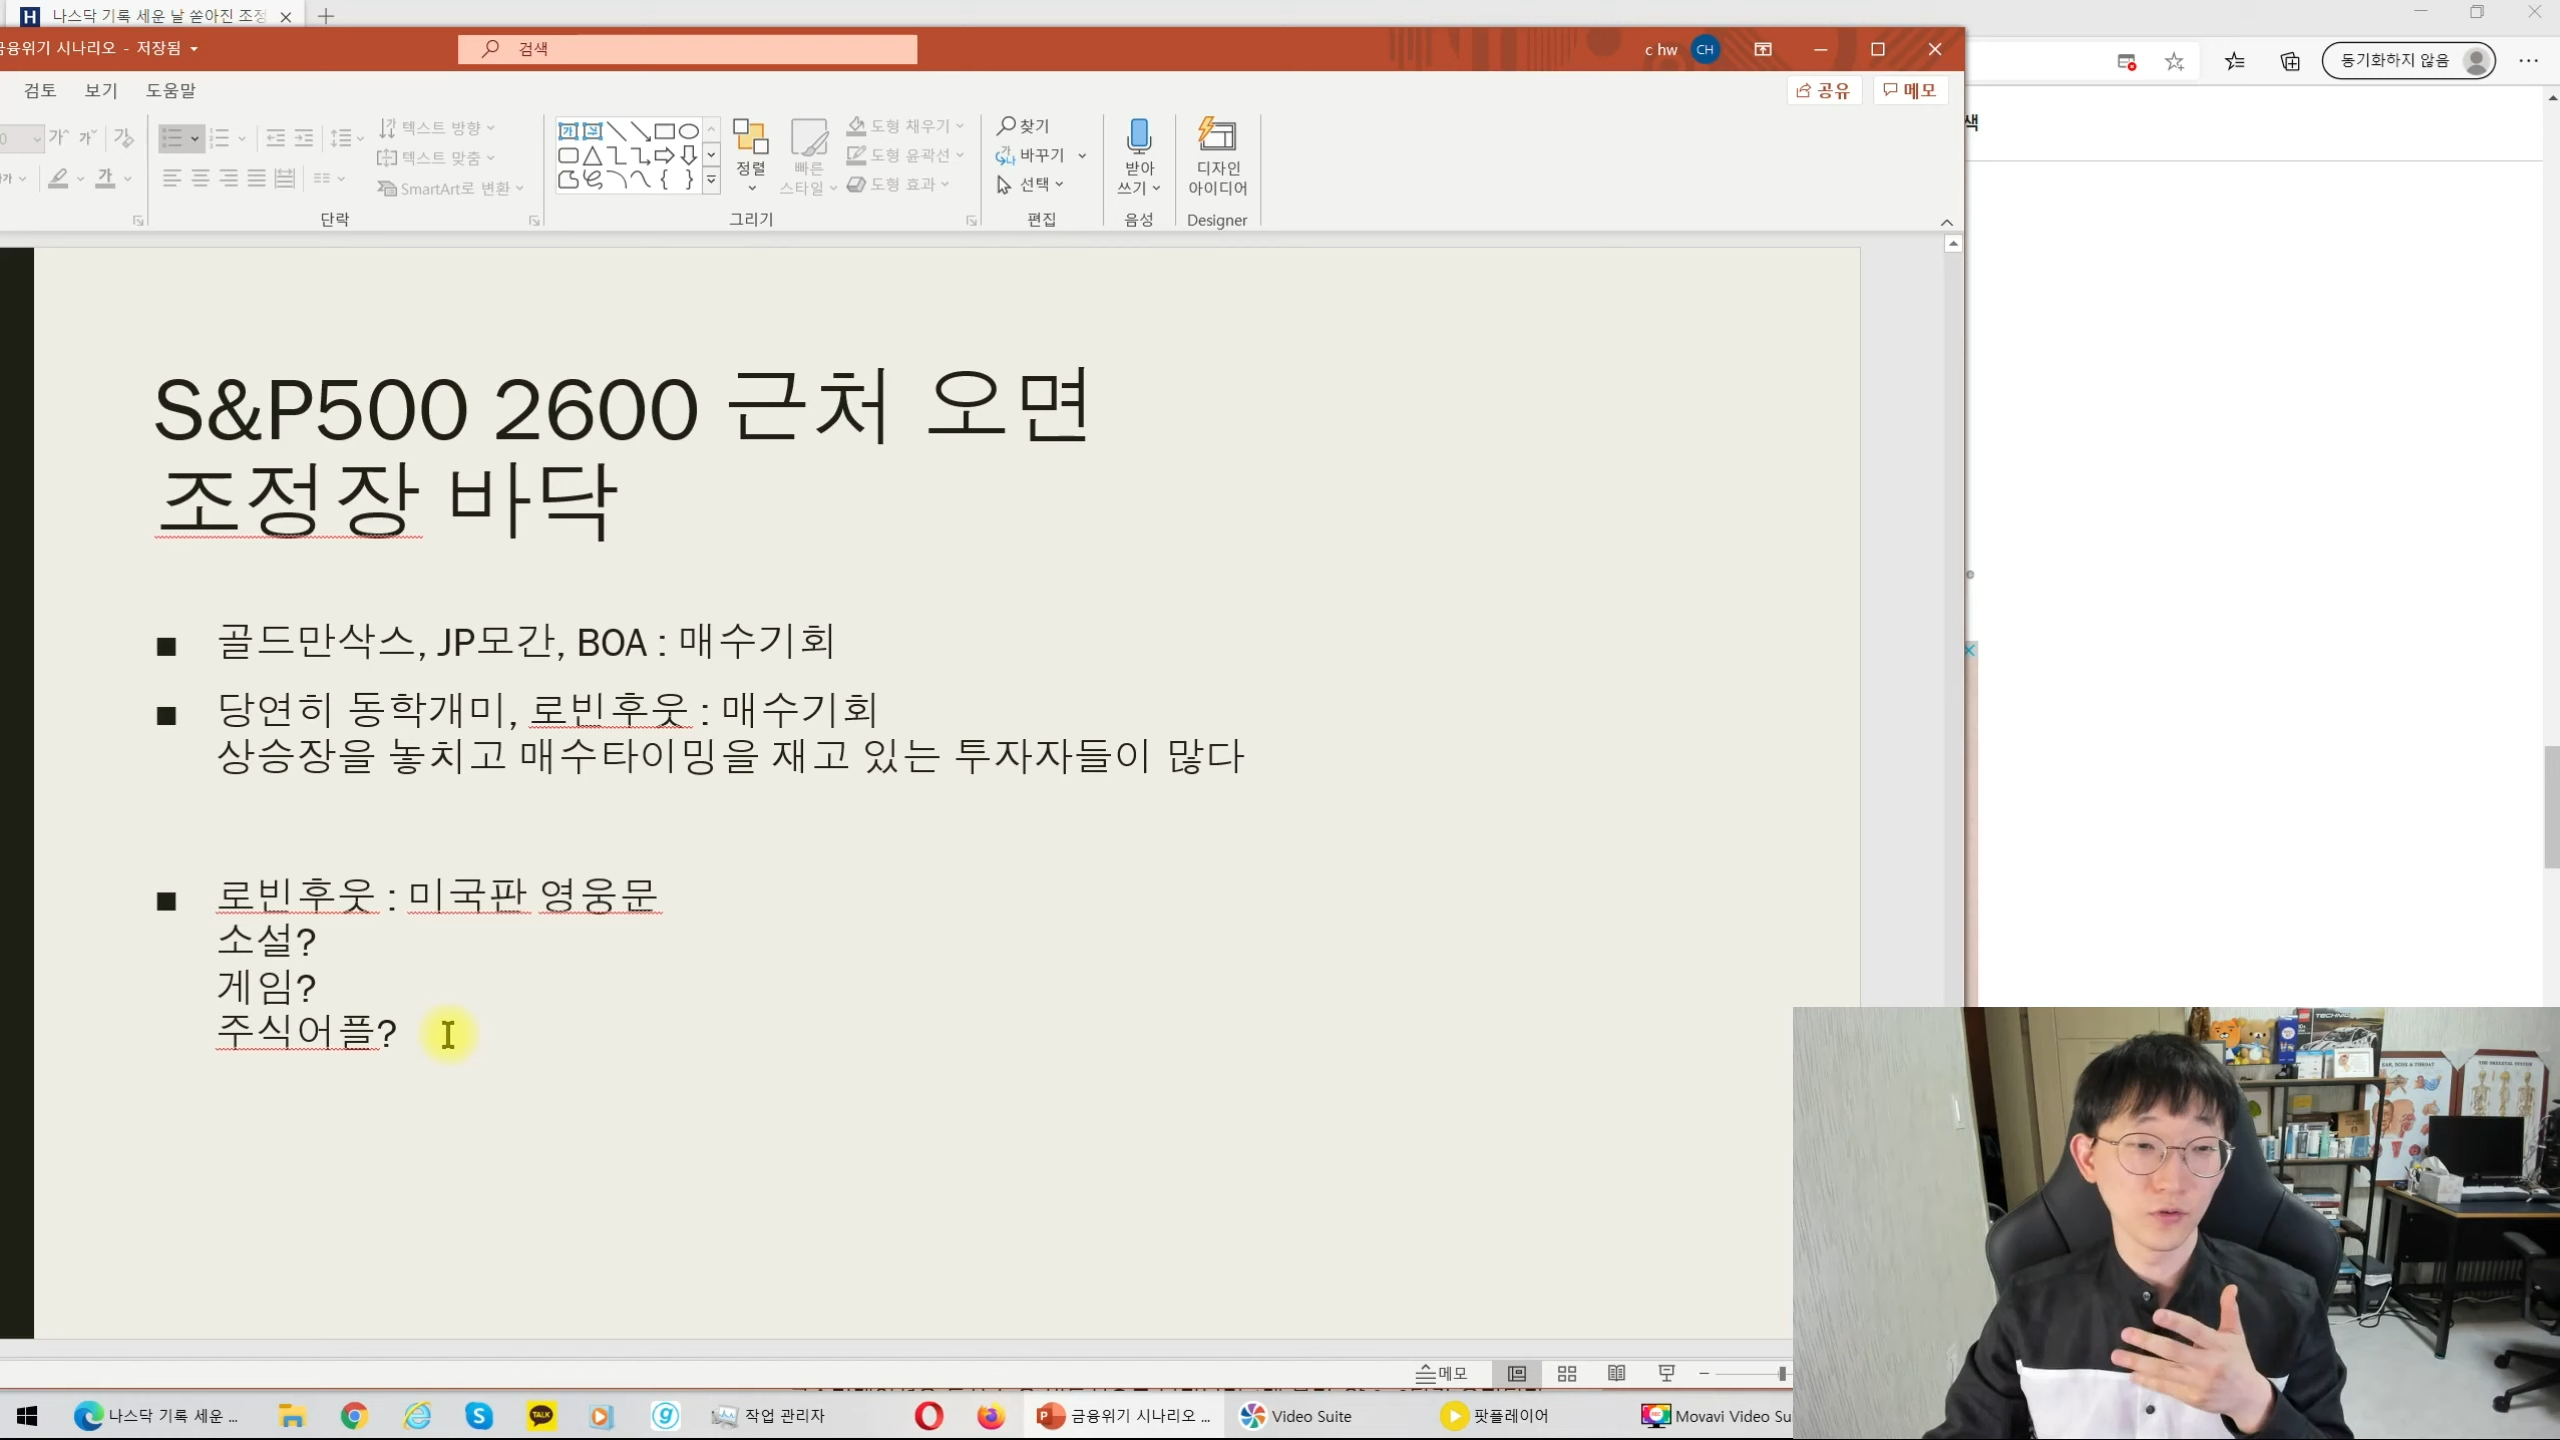 H 나스닥 기록 세운 날 쏟아진 조정
금융위기 시나리오 - 저장됨
검색
c hw CH
동기화하지 않음
검토 보기 도움말
공유 메모
텍스트 방향
텍스트 맞춤
SmartArt로 변환
정렬
빠른
스타일
도형 채우기
도형 윤곽선
도형 효과
찾기
바꾸기
선택
받아
쓰기
디자인
아이디어
단락 그리기 편집 음성 Designer
색
S&P500 2600 근처 오면
조정장 바닥
■ 골드만삭스, JP모간, BOA : 매수기회
■ 당연히 동학개미, 로빈후웃 : 매수기회
상승장을 놓치고 매수타이밍을 재고 있는 투자자들이 많다
■ 로빈후웃 : 미국판 영웅문
소설?
게임?
주식어플?
메모
나스닥 기록 세운 ...
TALK
작업 관리자
금융위기 시나리오 ...
Video Suite
팟플레이어
Movavi Video Su